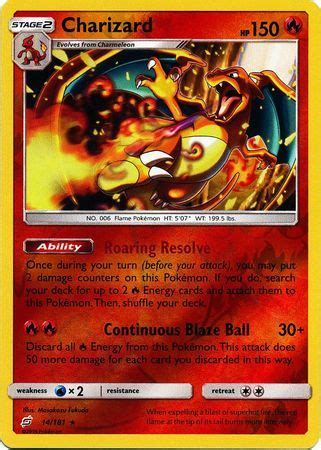 STAGE2 Charizard HP 150
Evolves from Charmeleon
NO. 006 Flame Pokémon HT: 5'07" WT: 199.5 lbs.
Ability Roaring Resolve
Once during your turn (before your attack), you may put
2 damage counters on this Pokémon. If you do, search
your deck for up to 2 Energy cards and attach them to
this Pokémon. Then, shuffle your deck.
Continuous Blaze Ball 30+
Discard all Energy from this Pokémon. This attack does
50 more damage for each card you discarded in this way.
weakness ×2 resistance retreat
Illus. Masakazu Fukuda
14/181 ★
©2019 Pokémon
When expelling a blast of superhot fire, the red
flame at the tip of its tail burns more intensely.